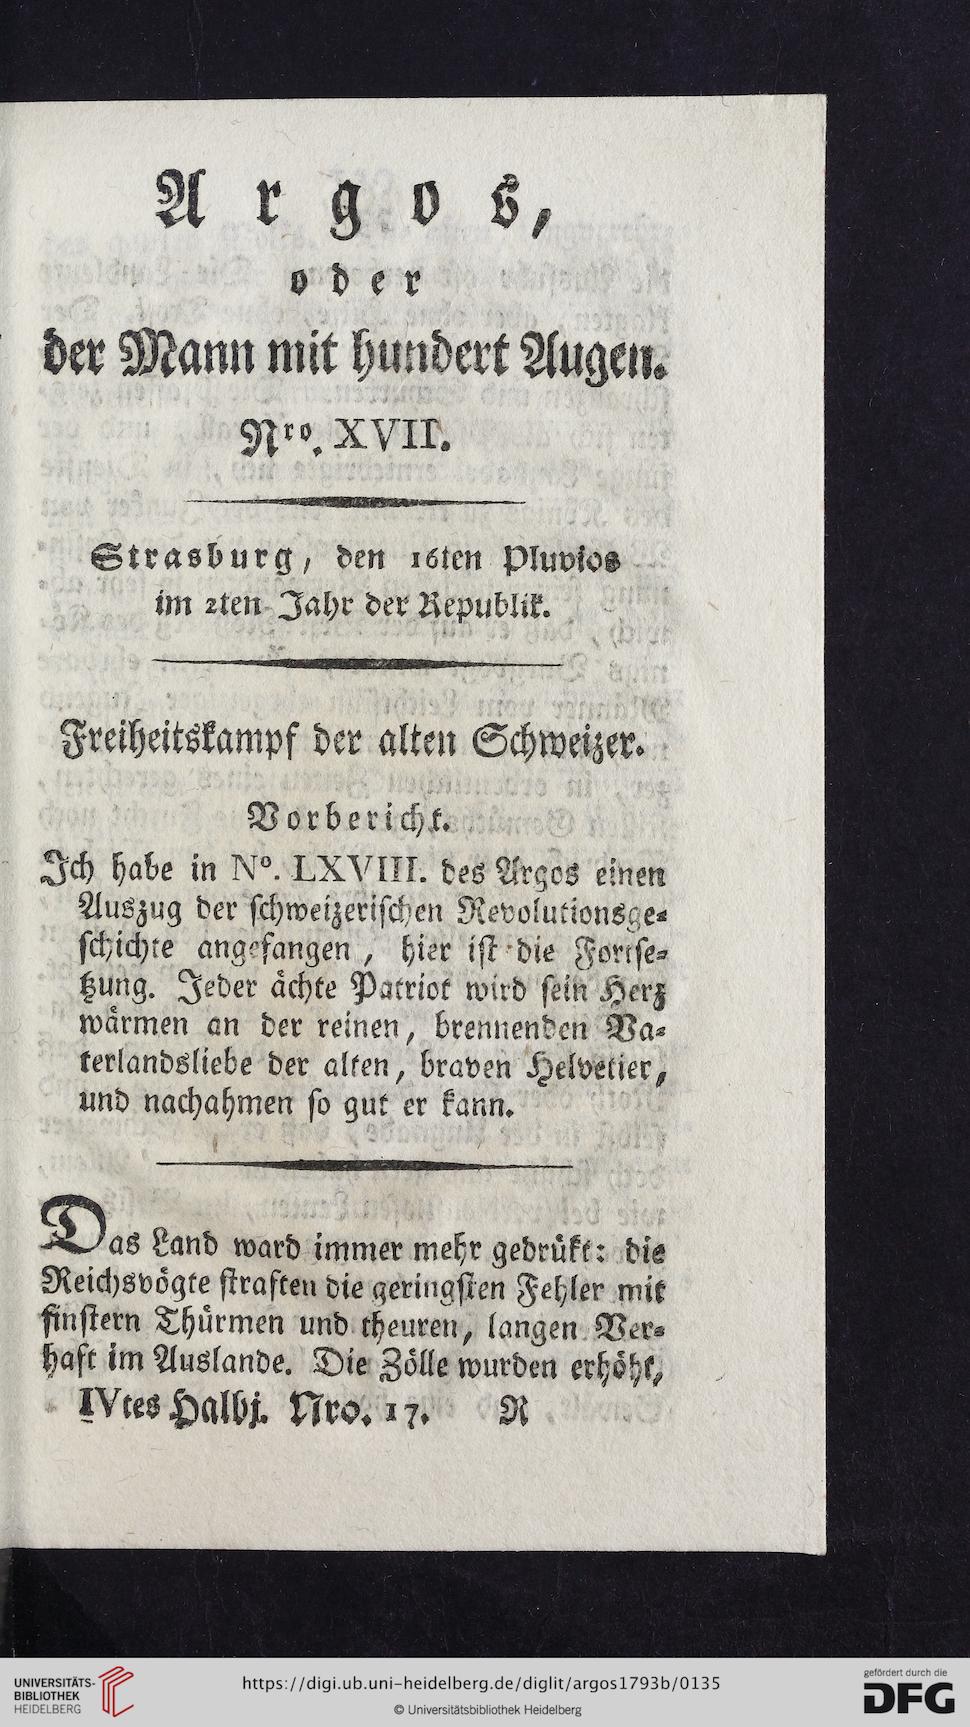 Argos,
oder
der Mann mit hundert Augen.
Nro. XVII.
Strasburg, den 16ten Pluvios
im 2ten Jahr der Republik.
Freiheitskampf der alten Schweizer.
Vorbericht.
Ich habe in N°. LXVIII. des Argos einen
Auszug der schweizerischen Revolutionsge-
schichte angefangen, hier ist die Fortse-
tzung. Jeder ächte Patriot wird sein Herz
wärmen an der reinen, brennenden Va-
terlandsliebe der alten, braven Helvetier,
und nachahmen so gut er kann.
Das Land ward immer mehr gedrükt: die
Reichsvögte straften die geringsten Fehler mit
finstern Thürmen und theuren, langen Ver-
haft im Auslande. Die Zölle wurden erhöht,
IVtes Halbj. Nro. 17. R
UNIVERSITÄTS-
BIBLIOTHEK
HEIDELBERG
https://digi.ub.uni-heidelberg.de/diglit/argos1793b/0135
© Universitätsbibliothek Heidelberg
gefördert durch die
DFG